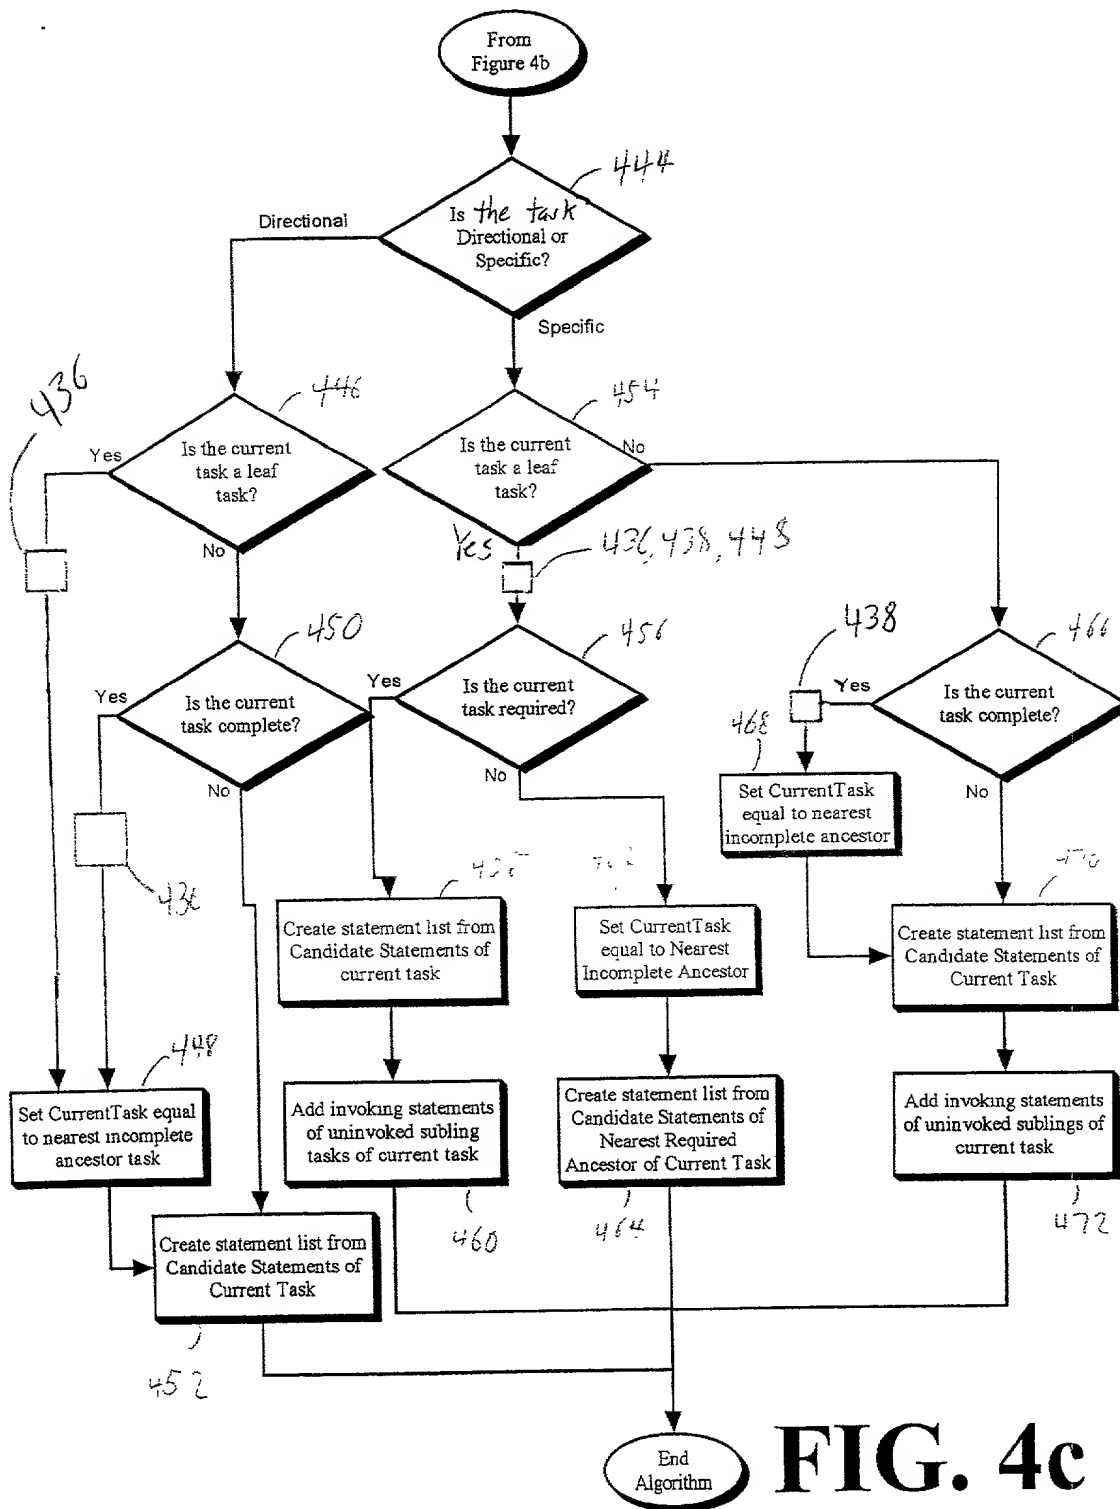 From
Figure 4b
444
Is the task
Directional or
Specific?
Directional
Specific
436
446
454
Is the current
task a leaf
task?
Yes
No
Is the current
task a leaf
task?
No
Yes
436, 438, 448
450
456
438
466
Is the current
task complete?
Yes
No
Is the current
task required?
Yes
No
Yes
Is the current
task complete?
No
468
Set CurrentTask
equal to nearest
incomplete ancestor
436
Create statement list from
Candidate Statements of
current task
Set CurrentTask
equal to Nearest
Incomplete Ancestor
470
Create statement list from
Candidate Statements of
Current Task
448
Set CurrentTask equal
to nearest incomplete
ancestor task
Add invoking statements
of uninvoked subling
tasks of current task
460
Create statement list from
Candidate Statements of
Nearest Required
Ancestor of Current Task
464
Add invoking statements
of uninvoked sublings of
current task
472
Create statement list from
Candidate Statements of
Current Task
452
End
Algorithm
FIG. 4c